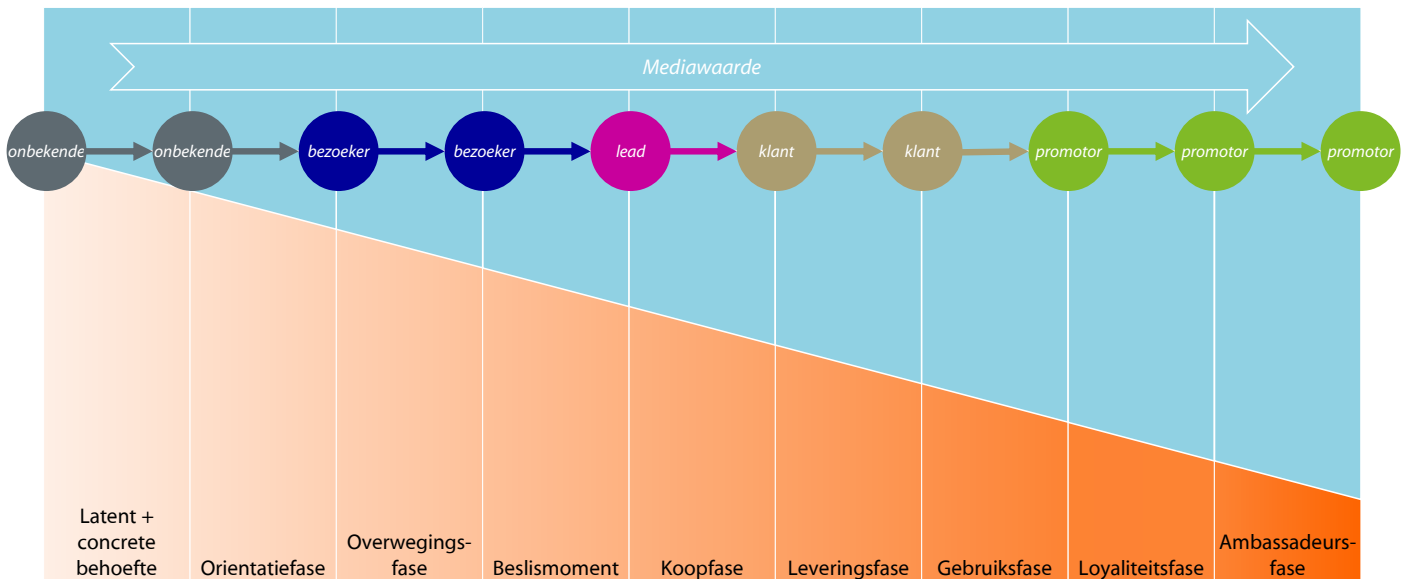 Mediawaarde
onbekende
onbekende
bezoeker
bezoeker
lead
klant
klant
promotor
promotor
promotor
Latent +
concrete
behoefte
Orientatiefase
Overwegings-
fase
Beslismoment
Koopfase
Leveringsfase
Gebruiksfase
Loyaliteitsfase
Ambassadeurs-
fase